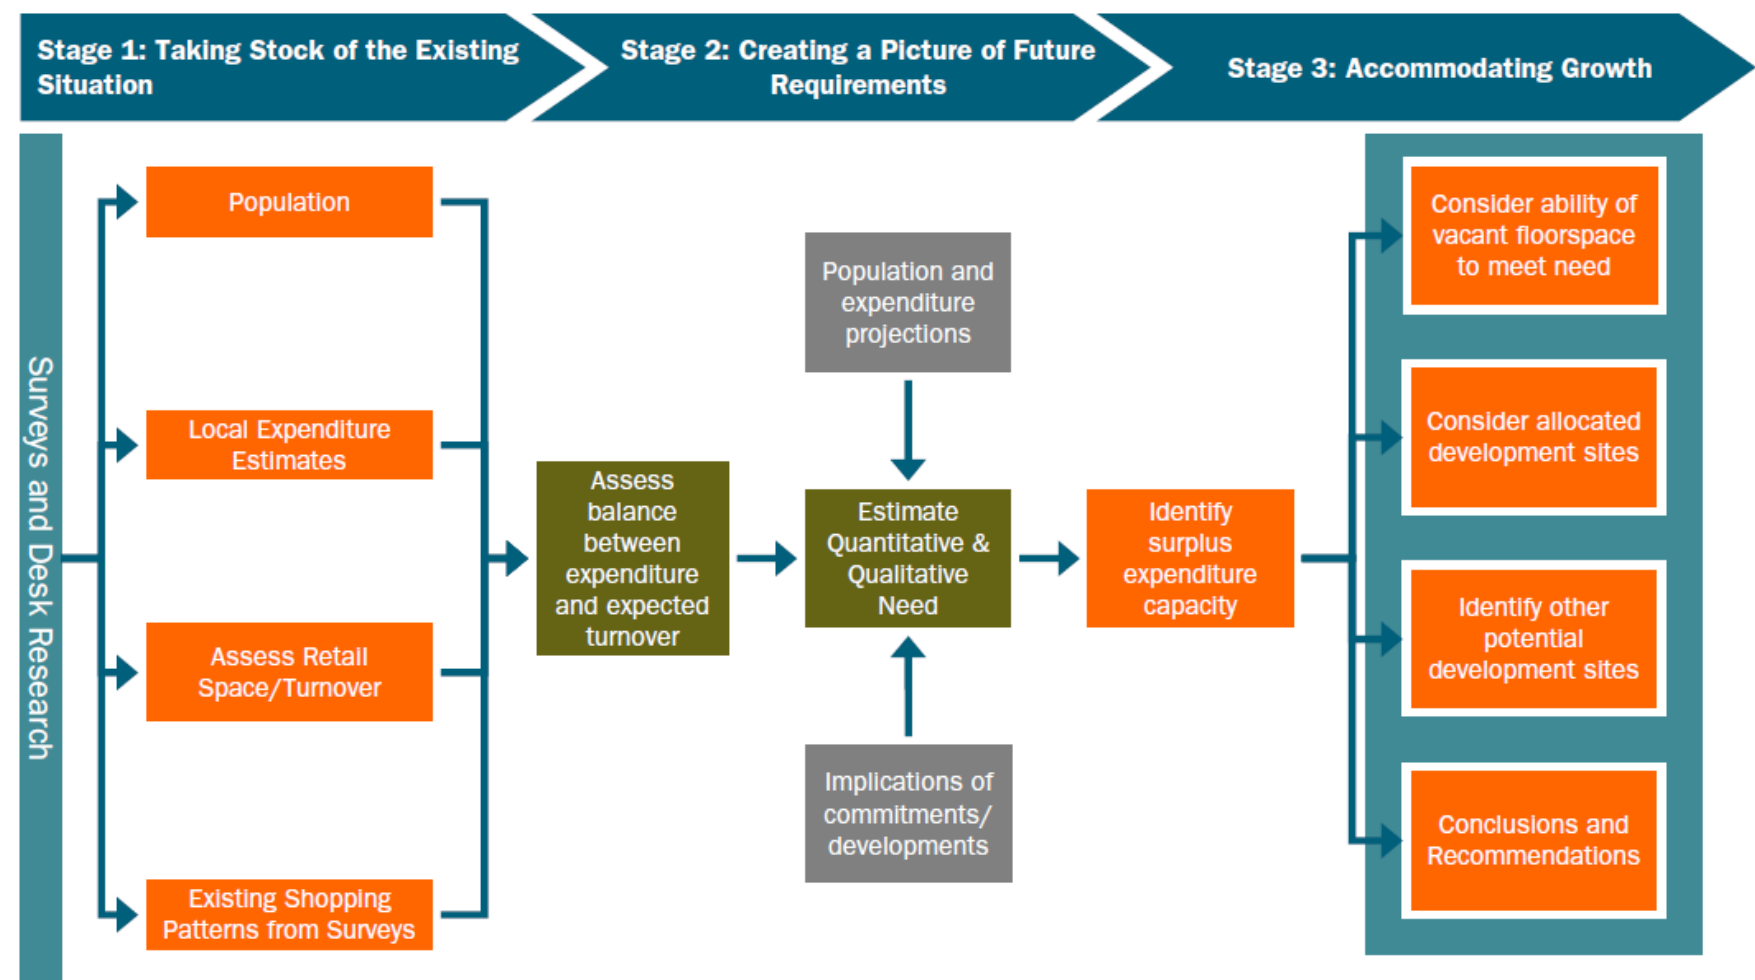 Stage 1: Taking Stock of the Existing
Situation
Stage 2: Creating a Picture of Future
Requirements
Stage 3: Accommodating Growth
Surveys and Desk Research
Population
Local Expenditure
Estimates
Assess Retail
Space/Turnover
Existing Shopping
Patterns from Surveys
Assess
balance
between
expenditure
and expected
turnover
Population and
expenditure
projections
Estimate
Quantitative &
Qualitative
Need
Implications of
commitments/
developments
Identify
surplus
expenditure
capacity
Consider ability of
vacant floorspace
to meet need
Consider allocated
development sites
Identify other
potential
development sites
Conclusions and
Recommendations